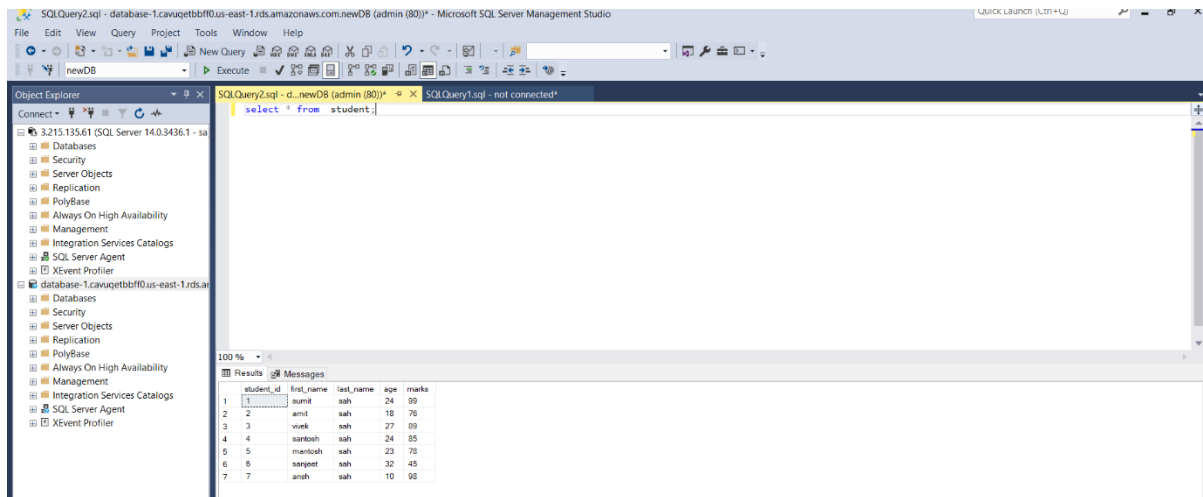 SQLQuery2.sql - database-1.cavuqetbbff0.us-east-1.rds.amazonaws.com.newDB (admin (80))* - Microsoft SQL Server Management Studio
Quick Launch (Ctrl+Q)
File Edit View Query Project Tools Window Help
New Query
newDB
Execute
Object Explorer
SQLQuery2.sql - d...newDB (admin (80))*
SQLQuery1.sql - not connected*
Connect
select * from student;
3.215.135.61 (SQL Server 14.0.3436.1 - sa
Databases
Security
Server Objects
Replication
PolyBase
Always On High Availability
Management
Integration Services Catalogs
SQL Server Agent
XEvent Profiler
database-1.cavuqetbbff0.us-east-1.rds.ar
Databases
Security
Server Objects
Replication
PolyBase
Always On High Availability
Management
Integration Services Catalogs
SQL Server Agent
XEvent Profiler
100 %
Results Messages
student_id first_name last_name age marks
1 1 sumit sah 24 99
2 2 amit sah 18 76
3 3 vivek sah 27 89
4 4 santosh sah 24 85
5 5 mantosh sah 23 78
6 6 sanjeet sah 32 45
7 7 ansh sah 10 98